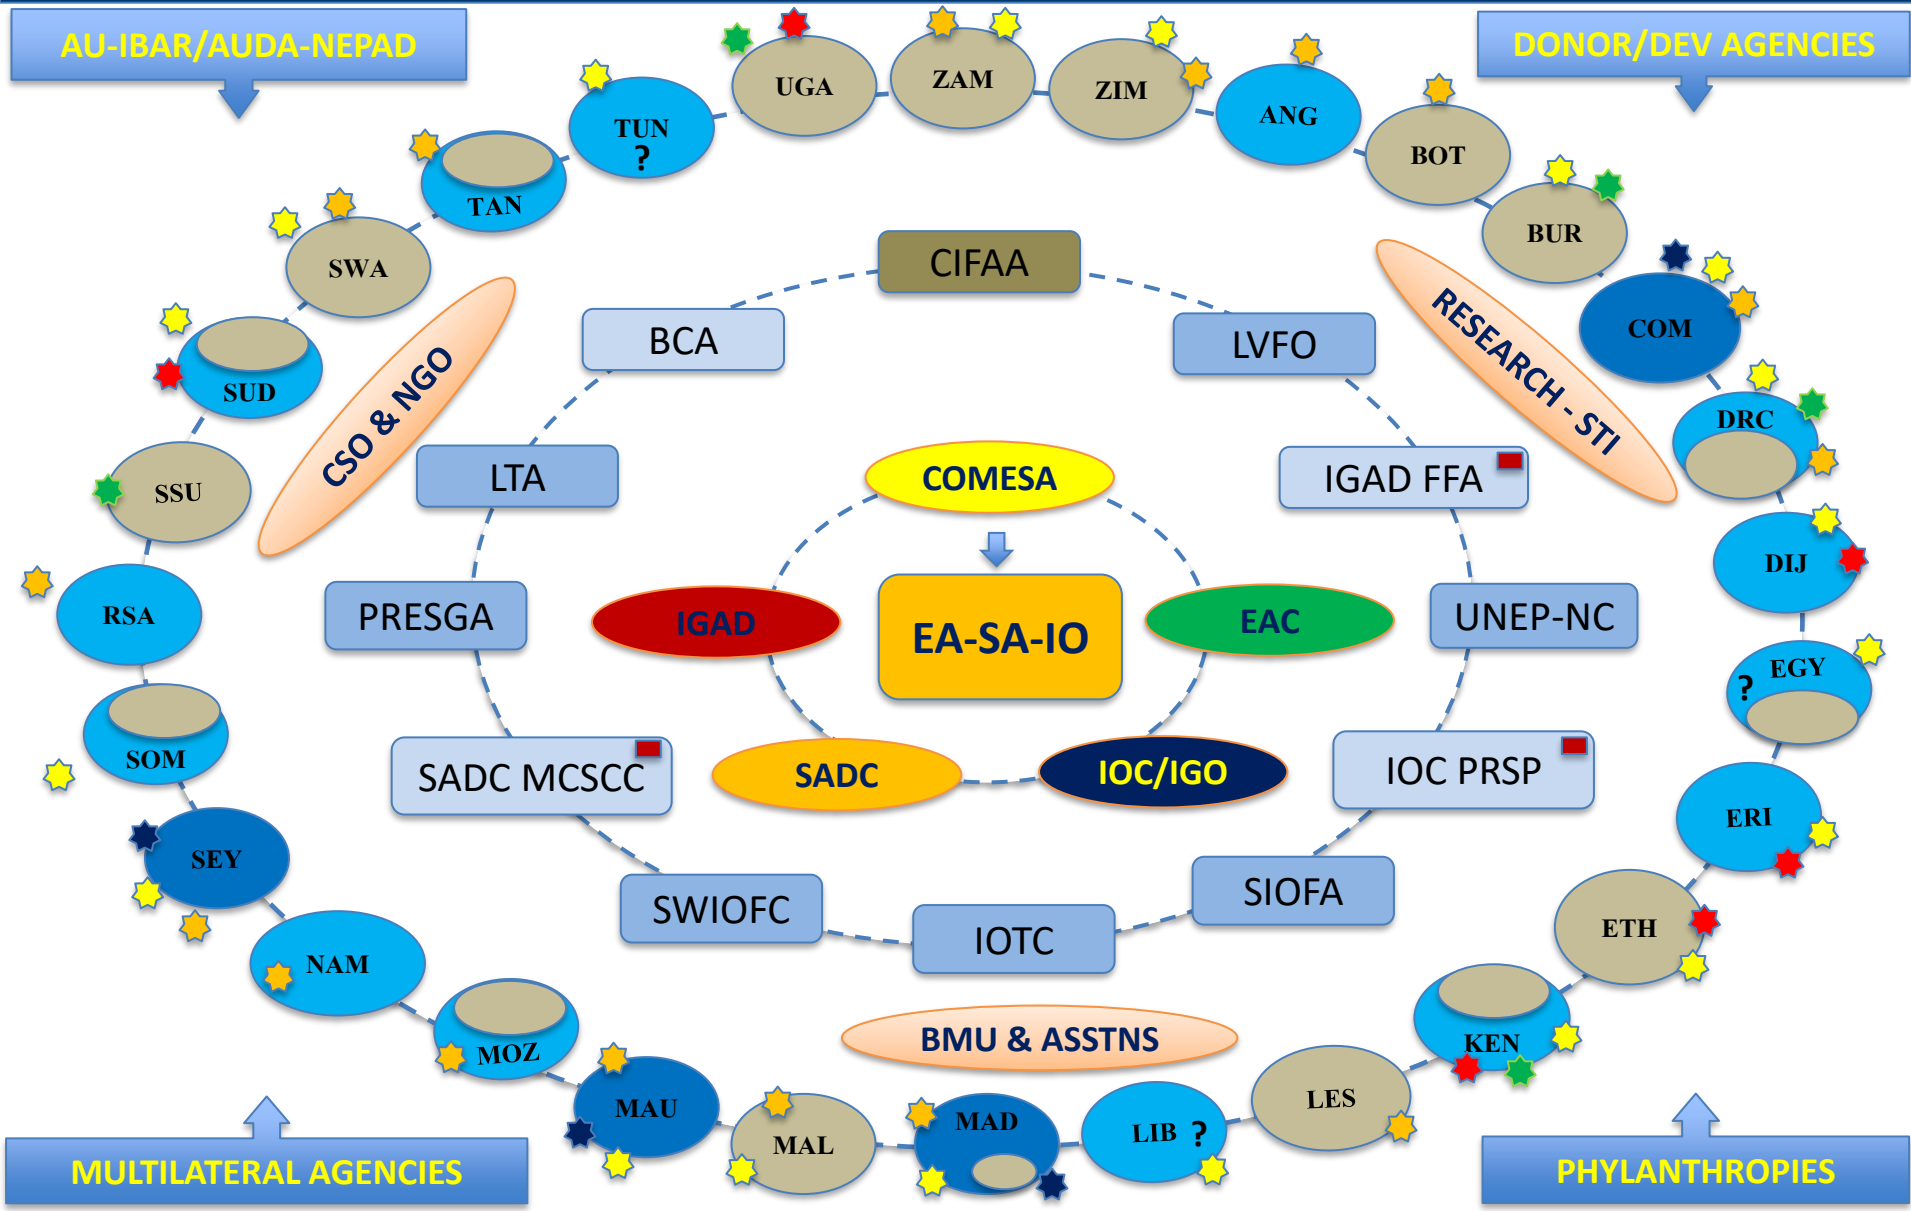 AU-IBAR/AUDA-NEPAD
DONOR/DEV AGENCIES
UGA
ZAM
ZIM
ANG
TUN
?
BOT
TAN
BUR
SWA
COM
SUD
DRC
SSU
DIJ
RSA
EGY
?
SOM
ERI
SEY
ETH
NAM
KEN
MOZ
LES
MAU
MAL
MAD
LIB ?
CSO & NGO
RESEARCH - STI
BMU & ASSTNS
CIFAA
BCA
LVFO
LTA
IGAD FFA
PRESGA
UNEP-NC
SADC MCSCC
IOC PRSP
SWIOFC
IOTC
SIOFA
COMESA
IGAD
EA-SA-IO
EAC
SADC
IOC/IGO
MULTILATERAL AGENCIES
PHYLANTHROPIES